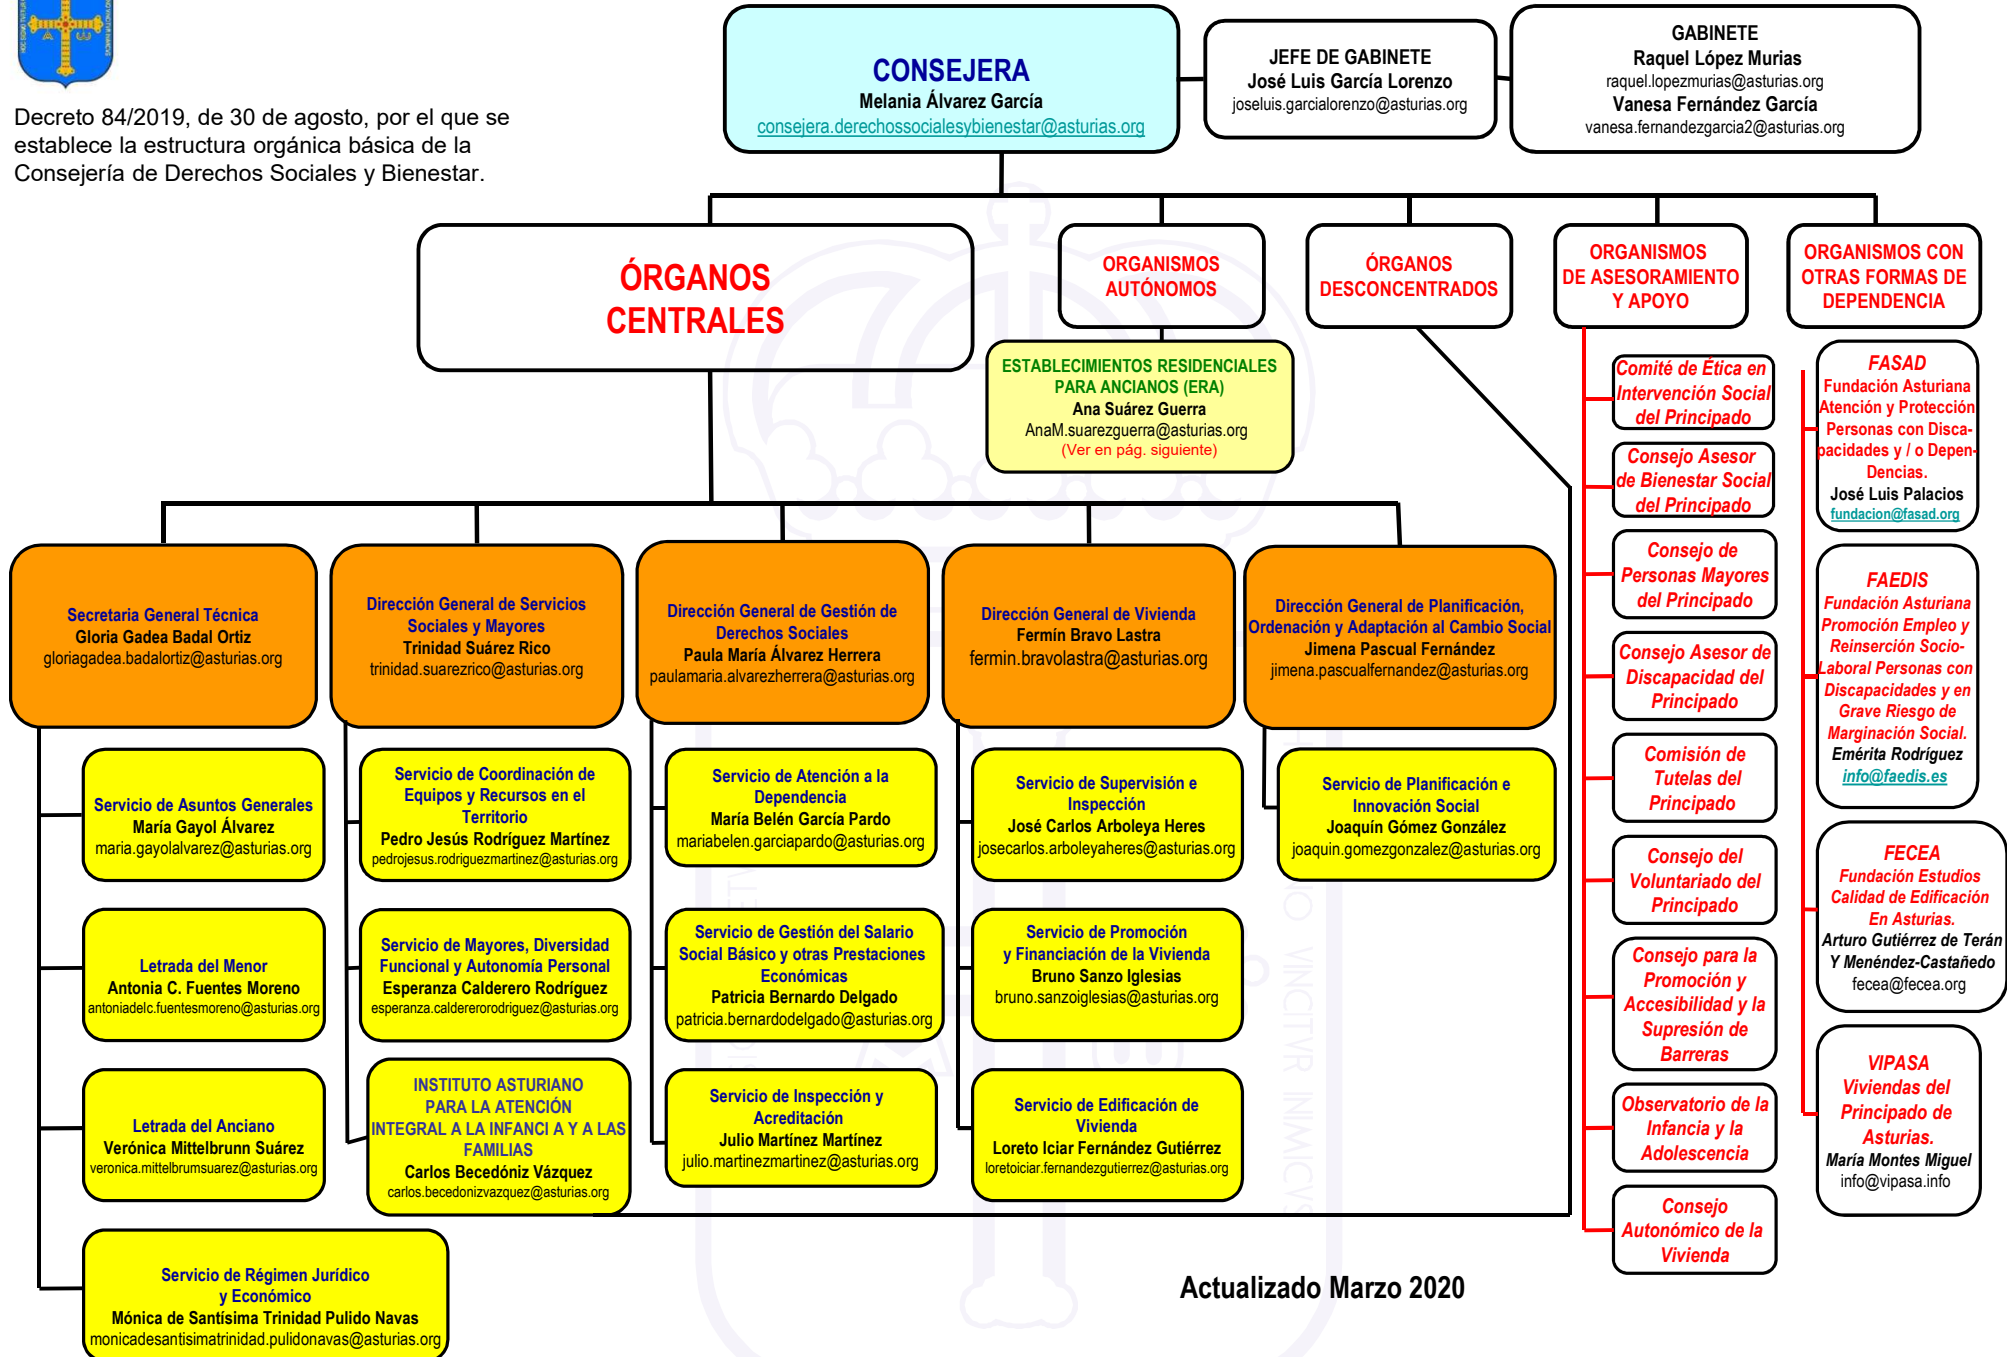 Decreto 84/2019, de 30 de agosto, por el que se
establece la estructura orgánica básica de la
Consejería de Derechos Sociales y Bienestar.
CONSEJERA
Melania Álvarez García
consejera.derechossocialesybienestar@asturias.org
JEFE DE GABINETE
José Luis García Lorenzo
joseluis.garcialorenzo@asturias.org
GABINETE
Raquel López Murias
raquel.lopezmurias@asturias.org
Vanesa Fernández García
vanesa.fernandezgarcia2@asturias.org
ÓRGANOS
CENTRALES
ORGANISMOS
AUTÓNOMOS
ÓRGANOS
DESCONCENTRADOS
ORGANISMOS
DE ASESORAMIENTO
Y APOYO
ORGANISMOS CON
OTRAS FORMAS DE
DEPENDENCIA
ESTABLECIMIENTOS RESIDENCIALES
PARA ANCIANOS (ERA)
Ana Suárez Guerra
AnaM.suarezguerra@asturias.org
(Ver en pág. siguiente)
Secretaria General Técnica
Gloria Gadea Badal Ortiz
gloriagadea.badalortiz@asturias.org
Dirección General de Servicios
Sociales y Mayores
Trinidad Suárez Rico
trinidad.suarezrico@asturias.org
Dirección General de Gestión de
Derechos Sociales
Paula María Álvarez Herrera
paulamaria.alvarezherrera@asturias.org
Dirección General de Vivienda
Fermín Bravo Lastra
fermin.bravolastra@asturias.org
Dirección General de Planificación,
Ordenación y Adaptación al Cambio Social
Jimena Pascual Fernández
jimena.pascualfernandez@asturias.org
Servicio de Asuntos Generales
María Gayol Álvarez
maria.gayolalvarez@asturias.org
Letrada del Menor
Antonia C. Fuentes Moreno
antoniadelc.fuentesmoreno@asturias.org
Letrada del Anciano
Verónica Mittelbrunn Suárez
veronica.mittelbrumsuarez@asturias.org
Servicio de Régimen Jurídico
y Económico
Mónica de Santísima Trinidad Pulido Navas
monicadesantisimatrinidad.pulidonavas@asturias.org
Servicio de Coordinación de
Equipos y Recursos en el
Territorio
Pedro Jesús Rodríguez Martínez
pedrojesus.rodriguezmartinez@asturias.org
Servicio de Mayores, Diversidad
Funcional y Autonomía Personal
Esperanza Calderero Rodríguez
esperanza.caldererorodriguez@asturias.org
INSTITUTO ASTURIANO
PARA LA ATENCIÓN
INTEGRAL A LA INFANCI A Y A LAS
FAMILIAS
Carlos Becedóniz Vázquez
carlos.becedonizvazquez@asturias.org
Servicio de Atención a la
Dependencia
María Belén García Pardo
mariabelen.garciapardo@asturias.org
Servicio de Gestión del Salario
Social Básico y otras Prestaciones
Económicas
Patricia Bernardo Delgado
patricia.bernardodelgado@asturias.org
Servicio de Inspección y
Acreditación
Julio Martínez Martínez
julio.martinezmartinez@asturias.org
Servicio de Supervisión e
Inspección
José Carlos Arboleya Heres
josecarlos.arboleyaheres@asturias.org
Servicio de Promoción
y Financiación de la Vivienda
Bruno Sanzo Iglesias
bruno.sanzoiglesias@asturias.org
Servicio de Edificación de
Vivienda
Loreto Iciar Fernández Gutiérrez
loretoiciar.fernandezgutierrez@asturias.org
Servicio de Planificación e
Innovación Social
Joaquín Gómez González
joaquin.gomezgonzalez@asturias.org
Comité de Ética en
Intervención Social
del Principado
Consejo Asesor
de Bienestar Social
del Principado
Consejo de
Personas Mayores
del Principado
Consejo Asesor de
Discapacidad del
Principado
Comisión de
Tutelas del
Principado
Consejo del
Voluntariado del
Principado
Consejo para la
Promoción y
Accesibilidad y la
Supresión de
Barreras
Observatorio de la
Infancia y la
Adolescencia
Consejo
Autonómico de la
Vivienda
FASAD
Fundación Asturiana
Atención y Protección
Personas con Disca-
pacidades y / o Depen-
Dencias.
José Luis Palacios
fundacion@fasad.org
FAEDIS
Fundación Asturiana
Promoción Empleo y
Reinserción Socio-
Laboral Personas con
Discapacidades y en
Grave Riesgo de
Marginación Social.
Emérita Rodríguez
info@faedis.es
FECEA
Fundación Estudios
Calidad de Edificación
En Asturias.
Arturo Gutiérrez de Terán
Y Menéndez-Castañedo
fecea@fecea.org
VIPASA
Viviendas del
Principado de
Asturias.
María Montes Miguel
info@vipasa.info
Actualizado Marzo 2020